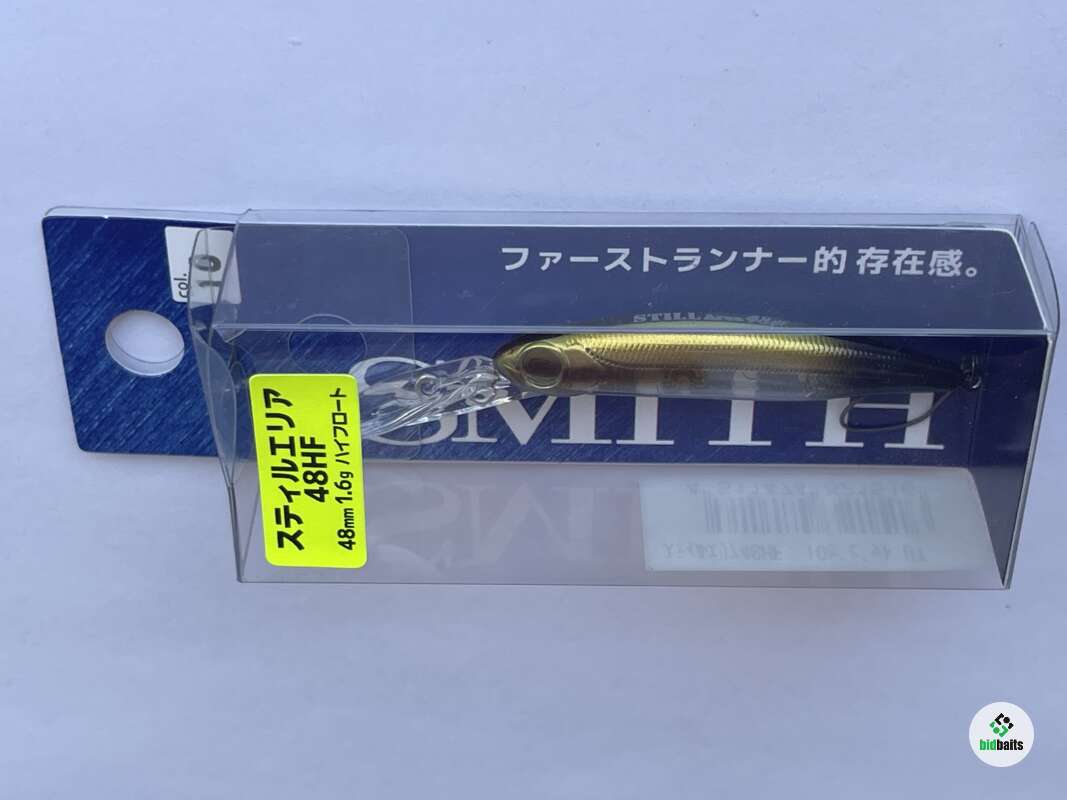 col.
10
ファーストランナー的 存在感。
SMITH
スティルエリア
48HF
48mm 1.6g ハイフロート
bidbaits